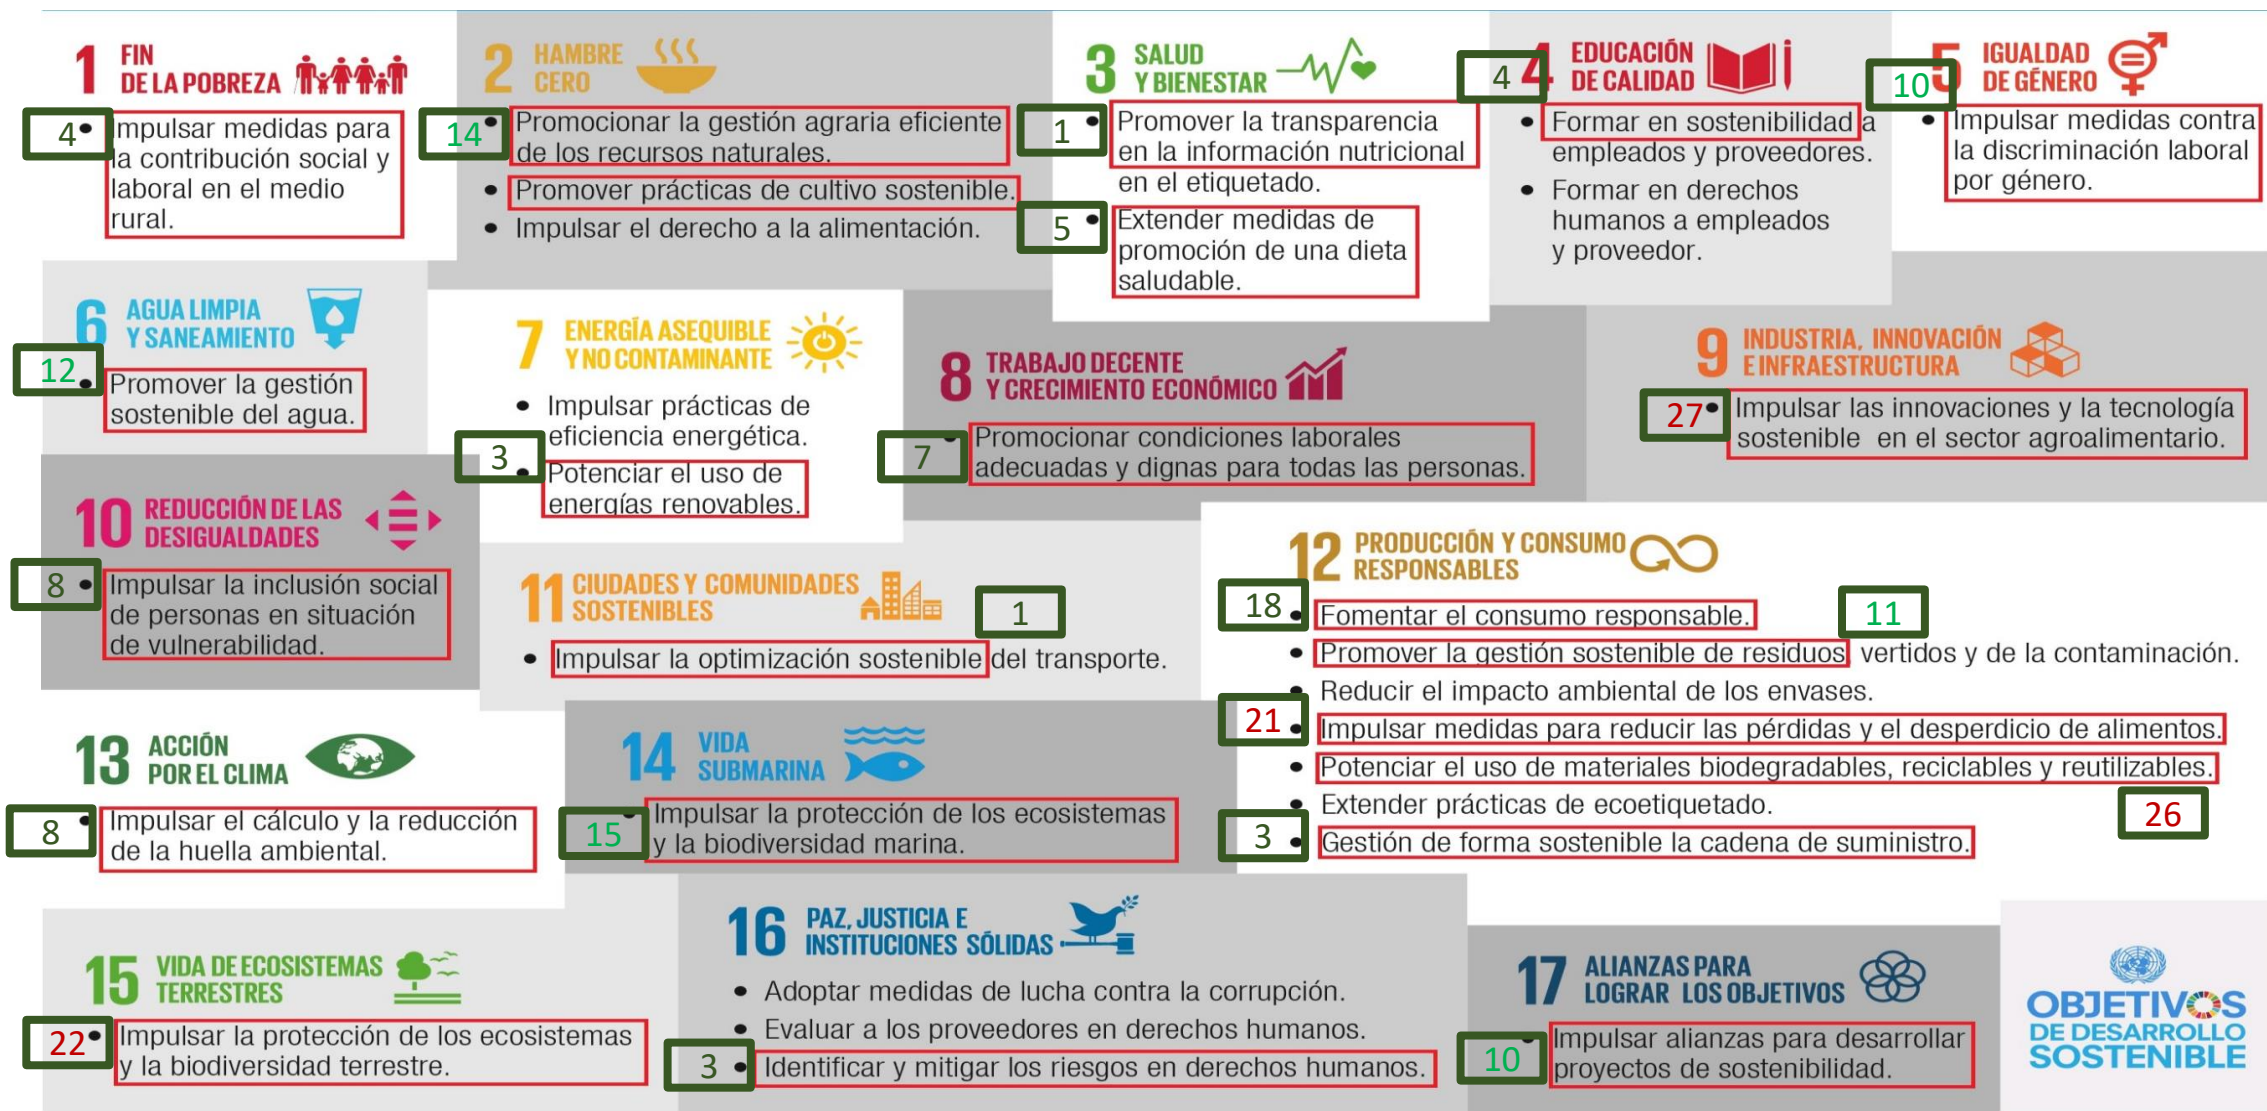 1 FIN
DE LA POBREZA
4
• Impulsar medidas para
la contribución social y
laboral en el medio
rural.
2 HAMBRE
CERO
14
• Promocionar la gestión agraria eficiente
de los recursos naturales.
• Promover prácticas de cultivo sostenible.
• Impulsar el derecho a la alimentación.
3 SALUD
Y BIENESTAR
1
• Promover la transparencia
en la información nutricional
en el etiquetado.
5
• Extender medidas de
promoción de una dieta
saludable.
4
4 EDUCACIÓN
DE CALIDAD
• Formar en sostenibilidad a
empleados y proveedores.
• Formar en derechos
humanos a empleados
y proveedor.
10
5 IGUALDAD
DE GÉNERO
• Impulsar medidas contra
la discriminación laboral
por género.
6 AGUA LIMPIA
Y SANEAMIENTO
12
• Promover la gestión
sostenible del agua.
7 ENERGÍA ASEQUIBLE
Y NO CONTAMINANTE
• Impulsar prácticas de
eficiencia energética.
3
• Potenciar el uso de
energías renovables.
8 TRABAJO DECENTE
Y CRECIMIENTO ECONÓMICO
7
• Promocionar condiciones laborales
adecuadas y dignas para todas las personas.
9 INDUSTRIA, INNOVACIÓN
E INFRAESTRUCTURA
27
• Impulsar las innovaciones y la tecnología
sostenible en el sector agroalimentario.
10 REDUCCIÓN DE LAS
DESIGUALDADES
8
• Impulsar la inclusión social
de personas en situación
de vulnerabilidad.
11 CIUDADES Y COMUNIDADES
SOSTENIBLES
1
• Impulsar la optimización sostenible del transporte.
12 PRODUCCIÓN Y CONSUMO
RESPONSABLES
18
• Fomentar el consumo responsable.
11
• Promover la gestión sostenible de residuos, vertidos y de la contaminación.
• Reducir el impacto ambiental de los envases.
21
• Impulsar medidas para reducir las pérdidas y el desperdicio de alimentos.
• Potenciar el uso de materiales biodegradables, reciclables y reutilizables.
• Extender prácticas de ecoetiquetado.
26
3
• Gestión de forma sostenible la cadena de suministro.
13 ACCIÓN
POR EL CLIMA
8
• Impulsar el cálculo y la reducción
de la huella ambiental.
14 VIDA
SUBMARINA
15
• Impulsar la protección de los ecosistemas
y la biodiversidad marina.
15 VIDA DE ECOSISTEMAS
TERRESTRES
22
• Impulsar la protección de los ecosistemas
y la biodiversidad terrestre.
16 PAZ, JUSTICIA E
INSTITUCIONES SÓLIDAS
• Adoptar medidas de lucha contra la corrupción.
• Evaluar a los proveedores en derechos humanos.
3
• Identificar y mitigar los riesgos en derechos humanos.
17 ALIANZAS PARA
LOGRAR LOS OBJETIVOS
10
• Impulsar alianzas para desarrollar
proyectos de sostenibilidad.
OBJETIVOS
DE DESARROLLO
SOSTENIBLE